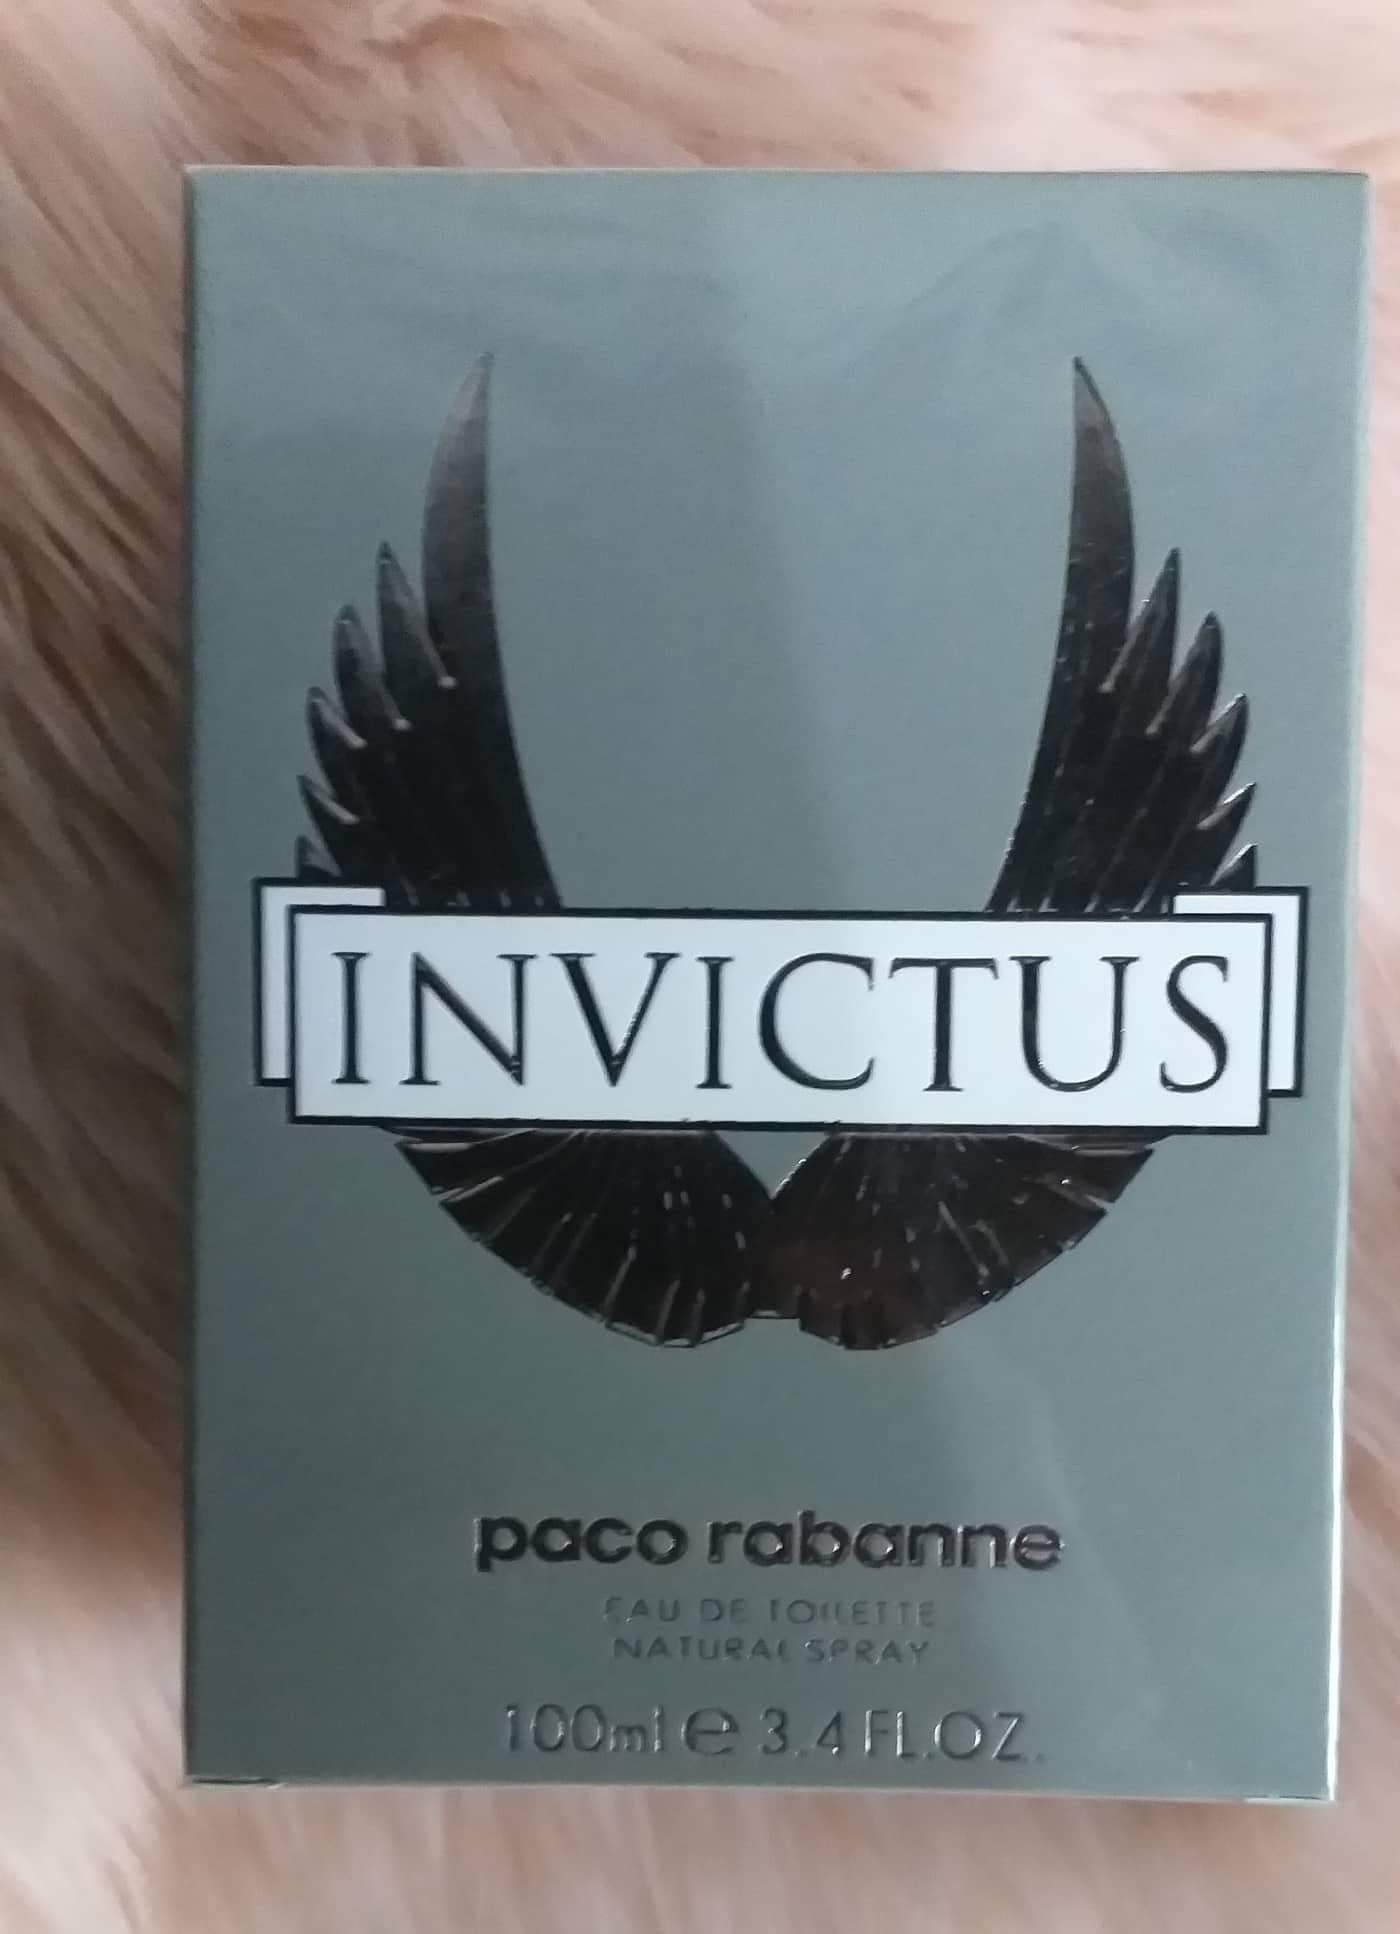 INVICTUS
paco rabanne
EAU DE TOILETTE
NATURAL SPRAY
100ml e 3.4 FL.OZ.